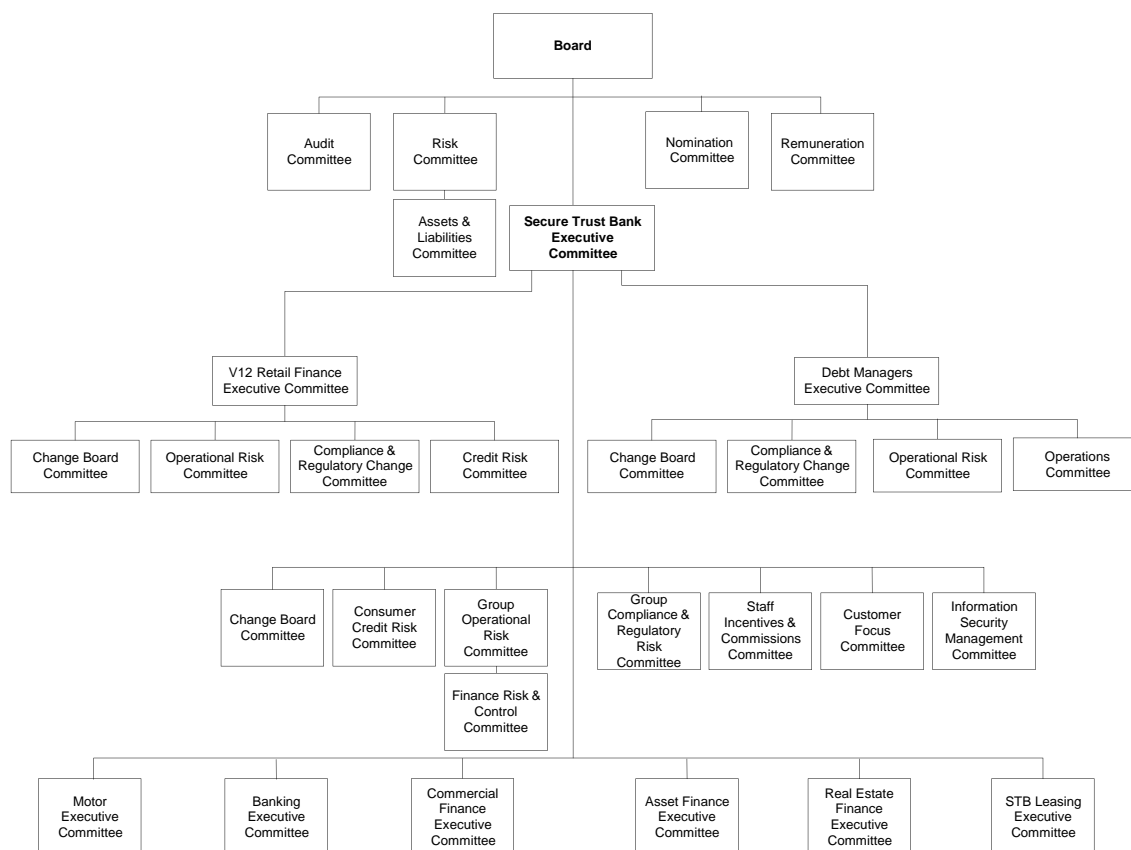 Board
Audit
Committee
Risk
Committee
Nomination
Committee
Remuneration
Committee
Assets &
Liabilities
Committee
Secure Trust Bank
Executive
Committee
V12 Retail Finance
Executive Committee
Debt Managers
Executive Committee
Change Board
Committee
Operational Risk
Committee
Compliance &
Regulatory Change
Committee
Credit Risk
Committee
Change Board
Committee
Compliance &
Regulatory Change
Committee
Operational Risk
Committee
Operations
Committee
Change Board
Committee
Consumer
Credit Risk
Committee
Group
Operational
Risk
Committee
Group
Compliance &
Regulatory
Risk
Committee
Staff
Incentives &
Commissions
Committee
Customer
Focus
Committee
Information
Security
Management
Committee
Finance Risk &
Control
Committee
Motor
Executive
Committee
Banking
Executive
Committee
Commercial
Finance
Executive
Committee
Asset Finance
Executive
Committee
Real Estate
Finance
Executive
Committee
STB Leasing
Executive
Committee